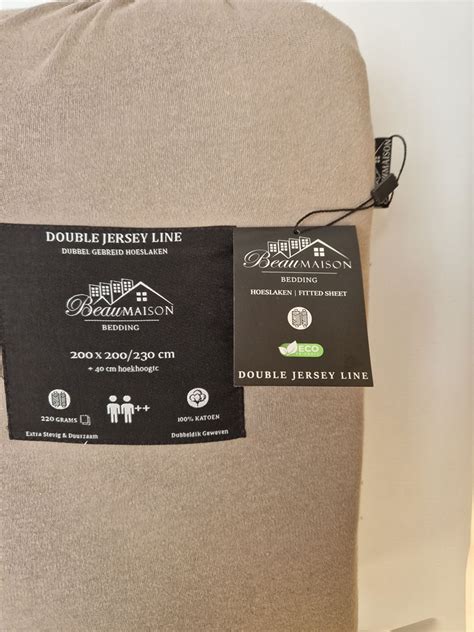 DOUBLE JERSEY LINE
DUBBEL GEBREID HOESLAKEN
BeauMAISON
BEDDING
200 x 200/230 cm
+ 40 cm hoekhoogte
220 GRAMS
++
100% KATOEN
Extra Stevig & Duurzaam
Dubbeldik Geweven
BeauMAISON
BEDDING
HOESLAKEN | FITTED SHEET
ECO
DOUBLE JERSEY LINE
BeauMAISON